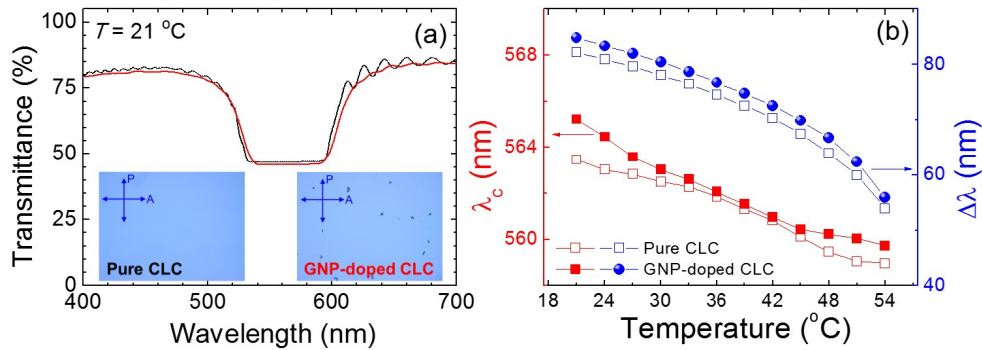 T = 21 °C
(a)
100
75
50
25
0
Transmittance (%)
P
A
Pure CLC
P
A
GNP-doped CLC
400 500 600 700
Wavelength (nm)
(b)
568
564
560
λc (nm)
80
60
40
Δλ (nm)
Pure CLC
GNP-doped CLC
18 24 30 36 42 48 54
Temperature (°C)